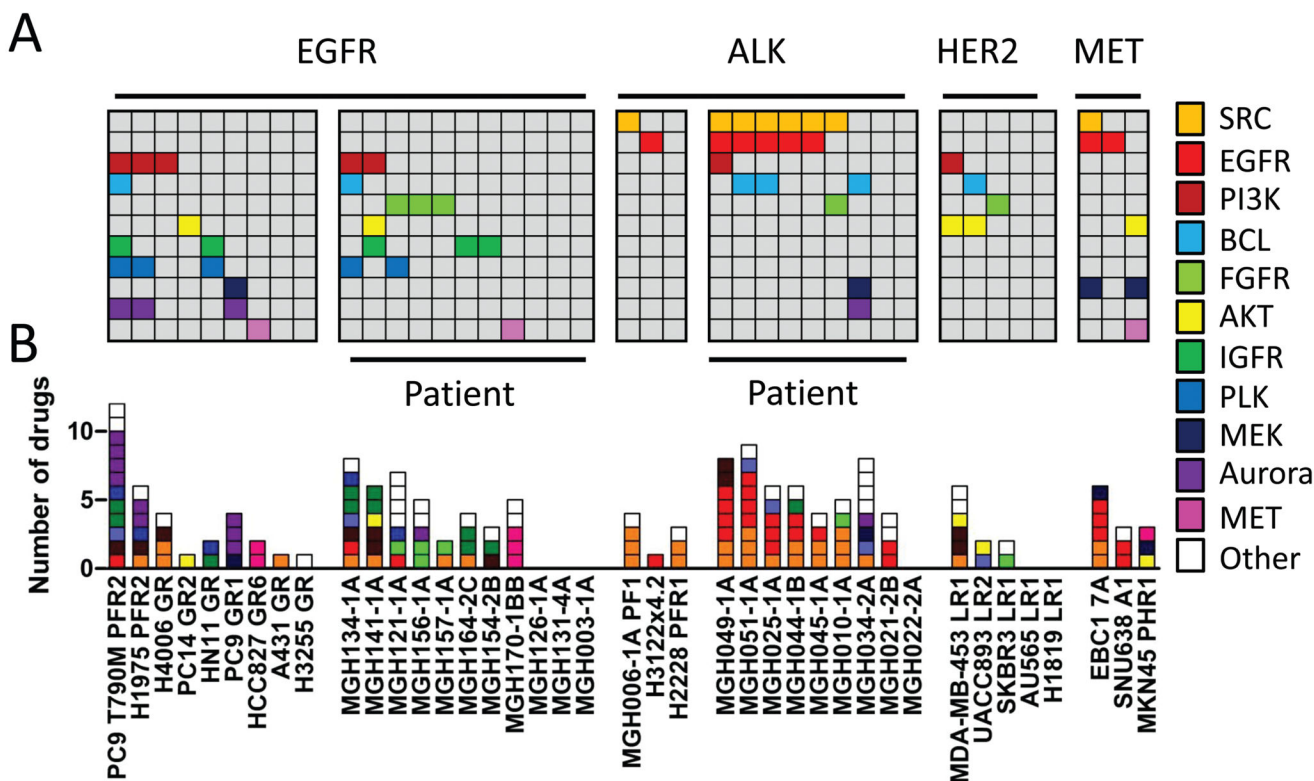 A
EGFR
ALK
HER2
MET
SRC
EGFR
PI3K
BCL
FGFR
AKT
IGFR
PLK
MEK
Aurora
MET
Other
Patient
Patient
B
Number of drugs
10
5
0
PC9 T790M PFR2
H1975 PFR2
H4006 GR
PC14 GR2
HN11 GR
PC9 GR1
HCC827 GR6
A431 GR
H3255 GR
MGH134-1A
MGH141-1A
MGH121-1A
MGH156-1A
MGH157-1A
MGH164-2C
MGH154-2B
MGH170-1BB
MGH126-1A
MGH131-4A
MGH003-1A
MGH006-1A PF1
H3122x4.2
H2228 PFR1
MGH049-1A
MGH051-1A
MGH025-1A
MGH044-1B
MGH045-1A
MGH010-1A
MGH034-2A
MGH021-2B
MGH022-2A
MDA-MB-453 LR1
UACC893 LR2
SKBR3 LR1
AU565 LR1
H1819 LR1
EBC1 7A
SNU638 A1
MKN45 PHR1